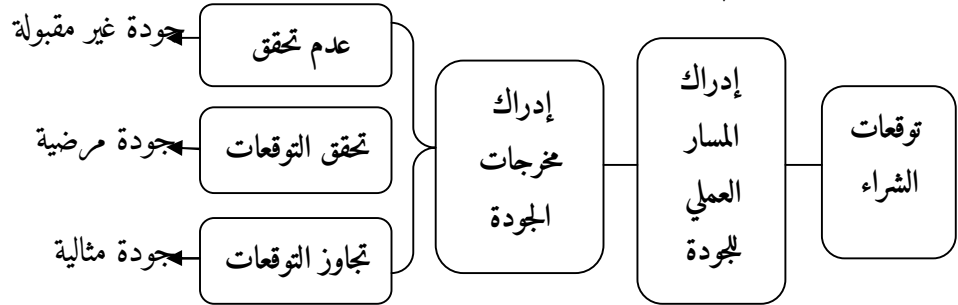 توقعات
الشراء
إدراك
المسار
العملي
للجودة
إدراك
مخرجات
الجودة
عدم تحقق
جودة غير مقبولة
تحقق التوقعات
جودة مرضية
تجاوز التوقعات
جودة مثالية